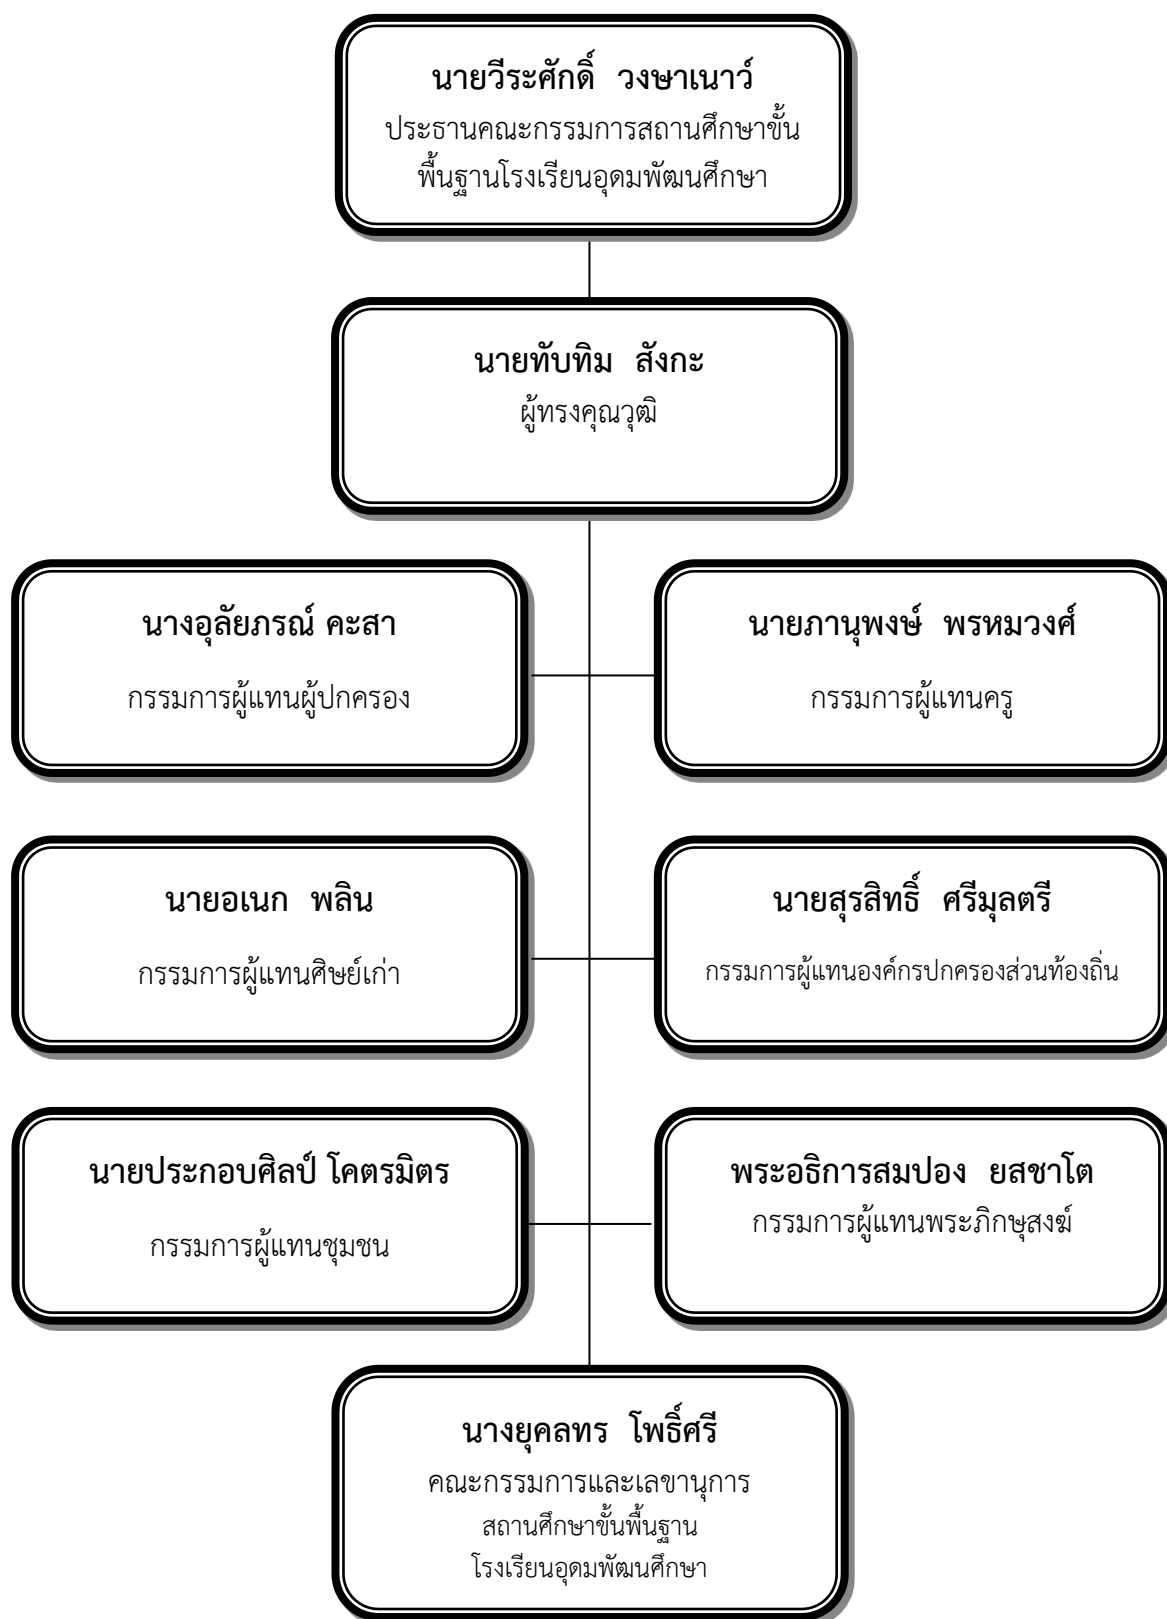 นายวีระศักดิ์  วงษาเนาว์
ประธานคณะกรรมการสถานศึกษาขั้น
พื้นฐานโรงเรียนอุดมพัฒนศึกษา
นายทับทิม  สังกะ
ผู้ทรงคุณวุฒิ
นางอุลัยภรณ์ คะสา
กรรมการผู้แทนผู้ปกครอง
นายภานุพงษ์  พรหมวงศ์
กรรมการผู้แทนครู
นายอเนก  พลิน
กรรมการผู้แทนศิษย์เก่า
นายสุรสิทธิ์  ศรีมุลตรี
กรรมการผู้แทนองค์กรปกครองส่วนท้องถิ่น
นายประกอบศิลป์ โคตรมิตร
กรรมการผู้แทนชุมชน
พระอธิการสมปอง  ยสชาโต
กรรมการผู้แทนพระภิกษุสงฆ์
นางยุคลทร  โพธิ์ศรี
คณะกรรมการและเลขานุการ
สถานศึกษาขั้นพื้นฐาน
โรงเรียนอุดมพัฒนศึกษา